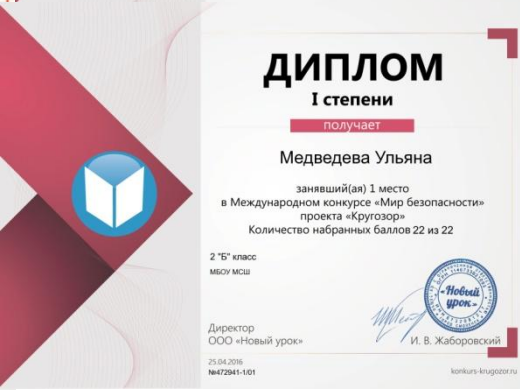 ДИПЛОМ
I степени
получает
Медведева Ульяна
занявший(ая) 1 место
в Международном конкурсе «Мир безопасности»
проекта «Кругозор»
Количество набранных баллов 22 из 22
2 "Б" класс
МБОУ МСШ
«Новый
урок»
Директор
ООО «Новый урок»
И. В. Жаборовский
25.04.2016
№472941-1/01
konkurs-krugozor.ru